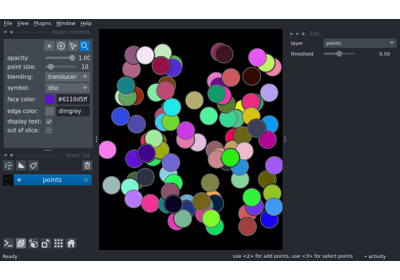 File View Plugins Window Help
layer controls
opacity: 1.00
point size: 10
blending: translucen
symbol: disc
face color: #6110d5ff
edge color: dimgrey
display text:
out of slice:
layer list
points
layer points
threshold 0.50
Ready use <2> for add points, use <3> for select points activity